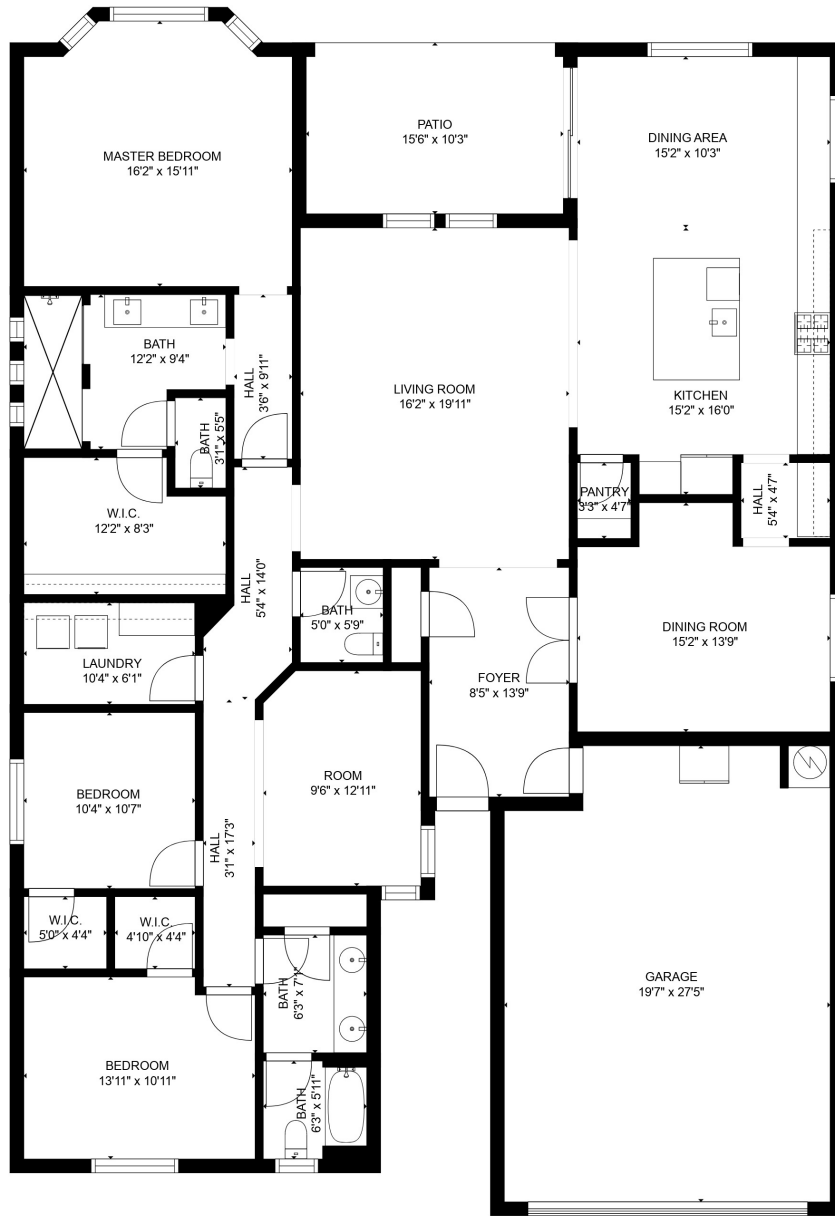 PATIO
15'6" x 10'3"
DINING AREA
15'2" x 10'3"
MASTER BEDROOM
16'2" x 15'11"
BATH
12'2" x 9'4"
HALL
3'6" x 9'11"
LIVING ROOM
16'2" x 19'11"
KITCHEN
15'2" x 16'0"
BATH
3'1" x 5'5"
W.I.C.
12'2" x 8'3"
PANTRY
3'3" x 4'7"
HALL
5'4" x 4'7"
HALL
5'4" x 14'0"
BATH
5'0" x 5'9"
DINING ROOM
15'2" x 13'9"
LAUNDRY
10'4" x 6'1"
FOYER
8'5" x 13'9"
ROOM
9'6" x 12'11"
BEDROOM
10'4" x 10'7"
HALL
3'1" x 17'3"
W.I.C.
5'0" x 4'4"
W.I.C.
4'10" x 4'4"
BATH
6'3" x 7'1"
GARAGE
19'7" x 27'5"
BEDROOM
13'11" x 10'11"
BATH
6'3" x 5'11"